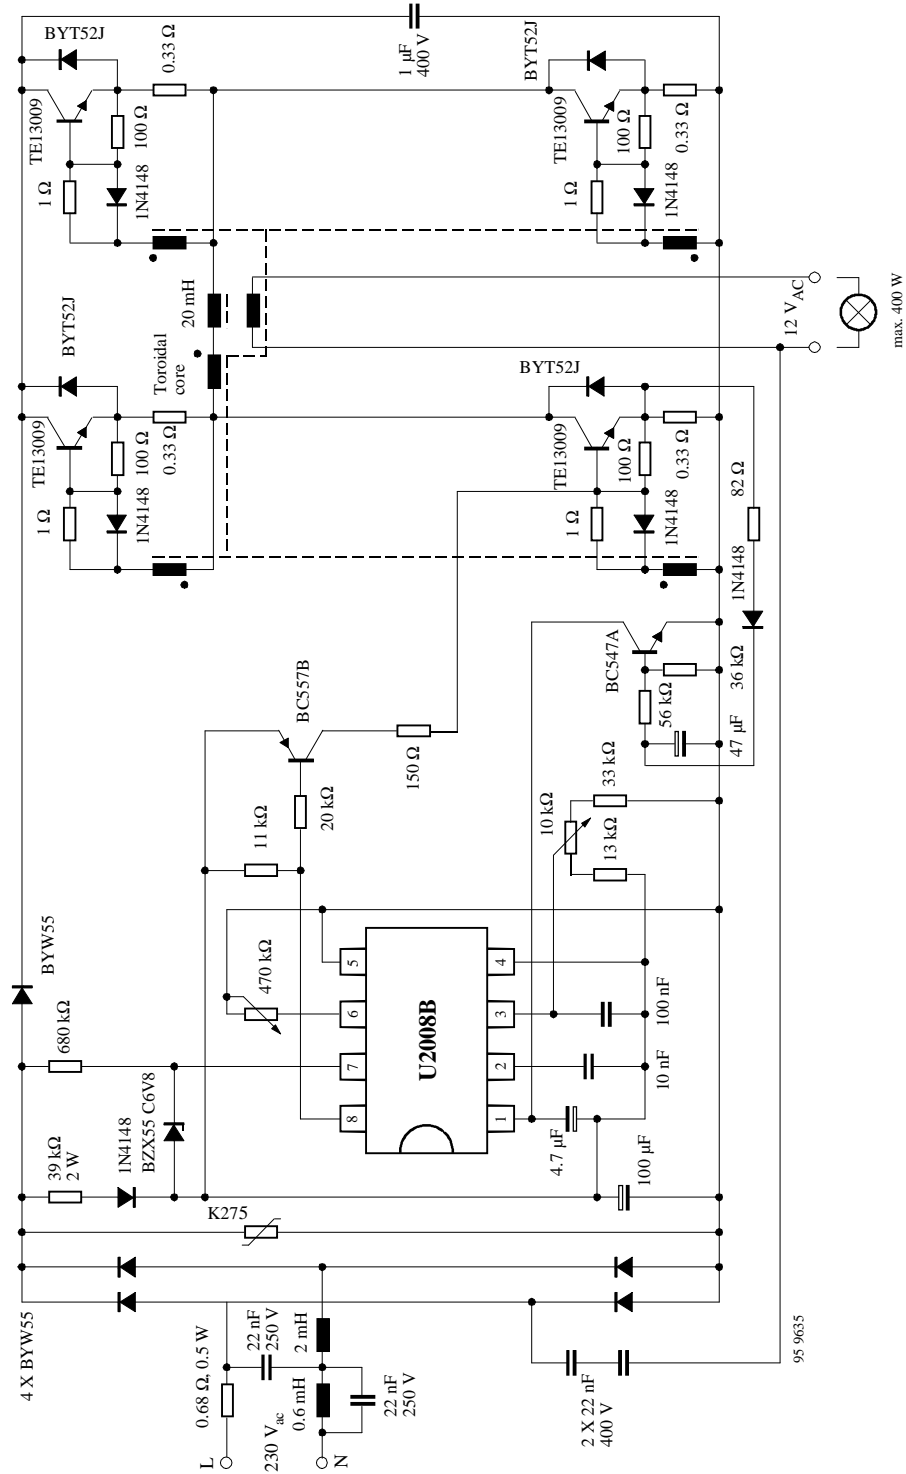 BYT52J
0.33 Ω
1 µF
400 V
BYT52J
TE13009
100 Ω
1 Ω
1N4148
TE13009
100 Ω
0.33 Ω
1 Ω
1N4148
20 mH
12 VAC
max. 400 W
BYT52J
Toroidal
core
BYT52J
TE13009
100 Ω
0.33 Ω
1 Ω
1N4148
TE13009
100 Ω
0.33 Ω
1 Ω
1N4148
82 Ω
1N4148
BC547A
36 kΩ
56 kΩ
47 µF
BC557B
150 Ω
20 kΩ
11 kΩ
10 kΩ
33 kΩ
13 kΩ
BYW55
680 kΩ
470 kΩ
5
6
7
8
U2008B
4
3
2
1
100 nF
10 nF
4.7 µF
100 µF
39 kΩ
2 W
1N4148
BZX55 C6V8
K275
4 X BYW55
0.68 Ω, 0.5 W
22 nF
250 V
2 mH
0.6 mH
22 nF
250 V
230 Vac
L
N
2 X 22 nF
400 V
95 9635